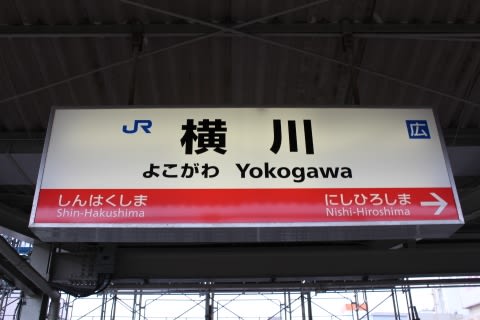 JR 横川 広
よこがわ Yokogawa
しんはくしま にしひろしま
Shin-Hakushima Nishi-Hiroshima